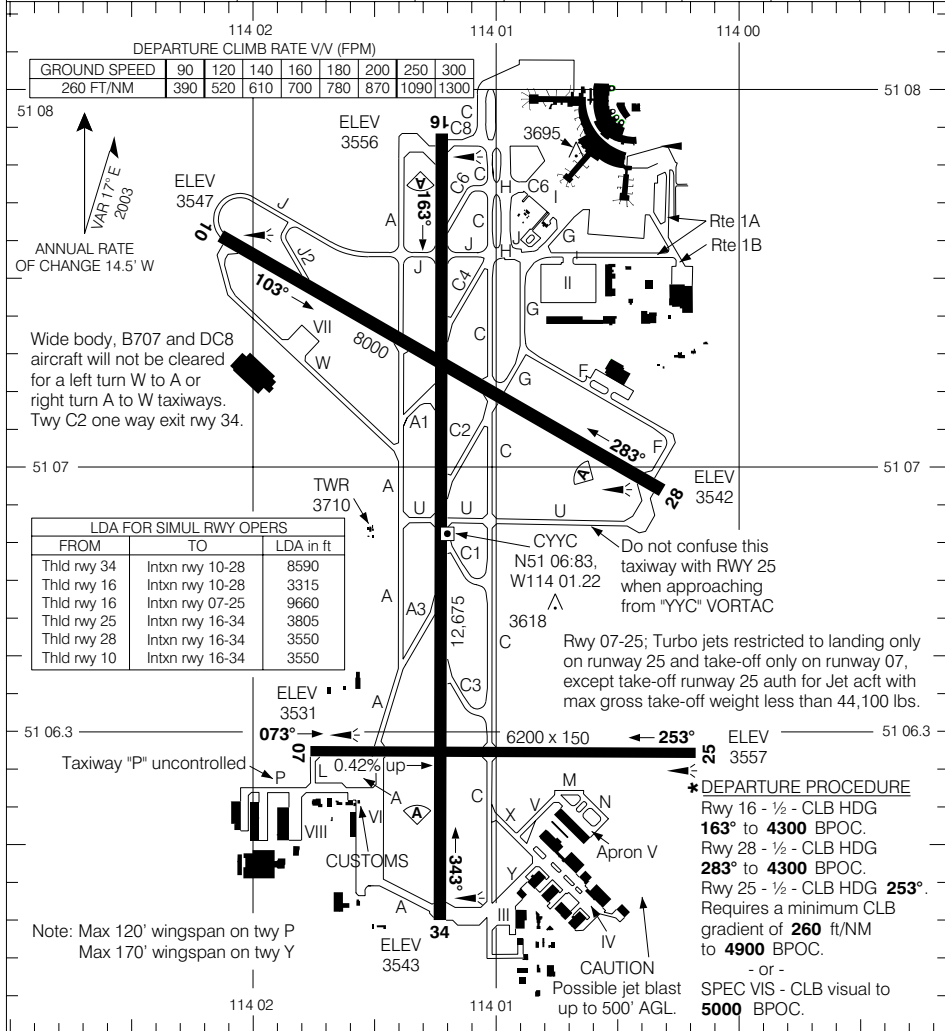 114 02
114 01
114 00
DEPARTURE CLIMB RATE V/V (FPM)
GROUND SPEED 90 120 140 160 180 200 250 300
260 FT/NM 390 520 610 700 780 870 1090 1300
51 08
51 08
ELEV
3556
16
C
C8
3695
VAR 17° E
2003
ANNUAL RATE
OF CHANGE 14.5' W
ELEV
3547
10
J
J2
103°
A
A
163°
C6
C
H
C6
I
C
J
J
J
H
G
Rte 1A
Rte 1B
C4
II
VII
W
8000
C
G
G
F
F
Wide body, B707 and DC8
aircraft will not be cleared
for a left turn W to A or
right turn A to W taxiways.
Twy C2 one way exit rwy 34.
A1
C2
C
283°
A
28
ELEV
3542
51 07
51 07
TWR
3710
A
U
U
U
LDA FOR SIMUL RWY OPERS
FROM TO LDA in ft
Thld rwy 34 Intxn rwy 10-28 8590
Thld rwy 16 Intxn rwy 10-28 3315
Thld rwy 16 Intxn rwy 07-25 9660
Thld rwy 25 Intxn rwy 16-34 3805
Thld rwy 28 Intxn rwy 16-34 3550
Thld rwy 10 Intxn rwy 16-34 3550
C1
CYYC
N51 06:83,
W114 01.22
3618
Do not confuse this
taxiway with RWY 25
when approaching
from "YYC" VORTAC
A
A3
12,675
C
Rwy 07-25; Turbo jets restricted to landing only
on runway 25 and take-off only on runway 07,
except take-off runway 25 auth for Jet acft with
max gross take-off weight less than 44,100 lbs.
A
C3
ELEV
3531
51 06.3
51 06.3
073°
07
6200 x 150
253°
25
ELEV
3557
Taxiway "P" uncontrolled
0.42% up
P
L
A
VI
VIII
CUSTOMS
A
C
X
V
M
N
Apron V
Y
IV
III
343°
A
34
ELEV
3543
Note: Max 120' wingspan on twy P
Max 170' wingspan on twy Y
CAUTION
Possible jet blast
up to 500' AGL.
* DEPARTURE PROCEDURE
Rwy 16 - ½ - CLB HDG
163° to 4300 BPOC.
Rwy 28 - ½ - CLB HDG
283° to 4300 BPOC.
Rwy 25 - ½ - CLB HDG 253°.
Requires a minimum CLB
gradient of 260 ft/NM
to 4900 BPOC.
- or -
SPEC VIS - CLB visual to
5000 BPOC.
114 02
114 01